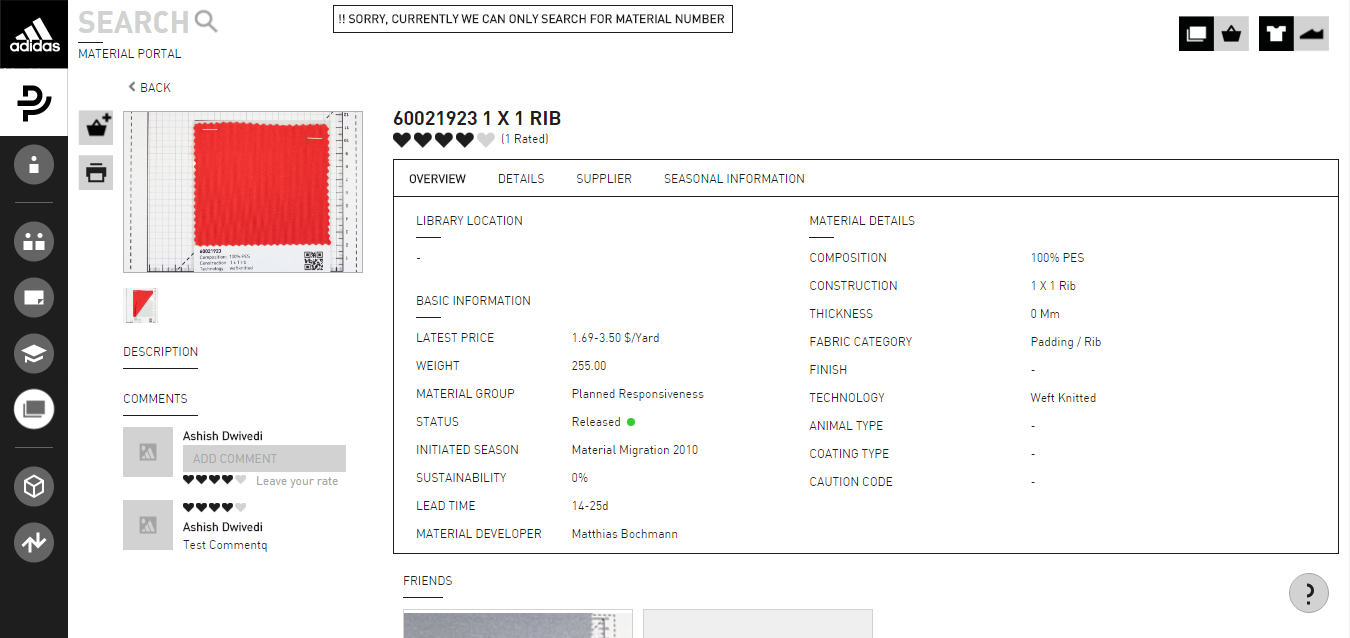 adidas
SEARCH
!! SORRY, CURRENTLY WE CAN ONLY SEARCH FOR MATERIAL NUMBER
MATERIAL PORTAL
BACK
60021923 1 X 1 RIB
(1 Rated)
OVERVIEW DETAILS SUPPLIER SEASONAL INFORMATION
60021923
Composition: 100% PES
Construction: 1 x 1 rib
Technology: weft knitted
DESCRIPTION
COMMENTS
Ashish Dwivedi
ADD COMMENT
Leave your rate
Ashish Dwivedi
Test Commentq
LIBRARY LOCATION
-
BASIC INFORMATION
LATEST PRICE 1.69-3.50 $/Yard
WEIGHT 255.00
MATERIAL GROUP Planned Responsiveness
STATUS Released
INITIATED SEASON Material Migration 2010
SUSTAINABILITY 0%
LEAD TIME 14-25d
MATERIAL DEVELOPER Matthias Bochmann
MATERIAL DETAILS
COMPOSITION 100% PES
CONSTRUCTION 1 X 1 Rib
THICKNESS 0 Mm
FABRIC CATEGORY Padding / Rib
FINISH -
TECHNOLOGY Weft Knitted
ANIMAL TYPE -
COATING TYPE -
CAUTION CODE -
FRIENDS
?